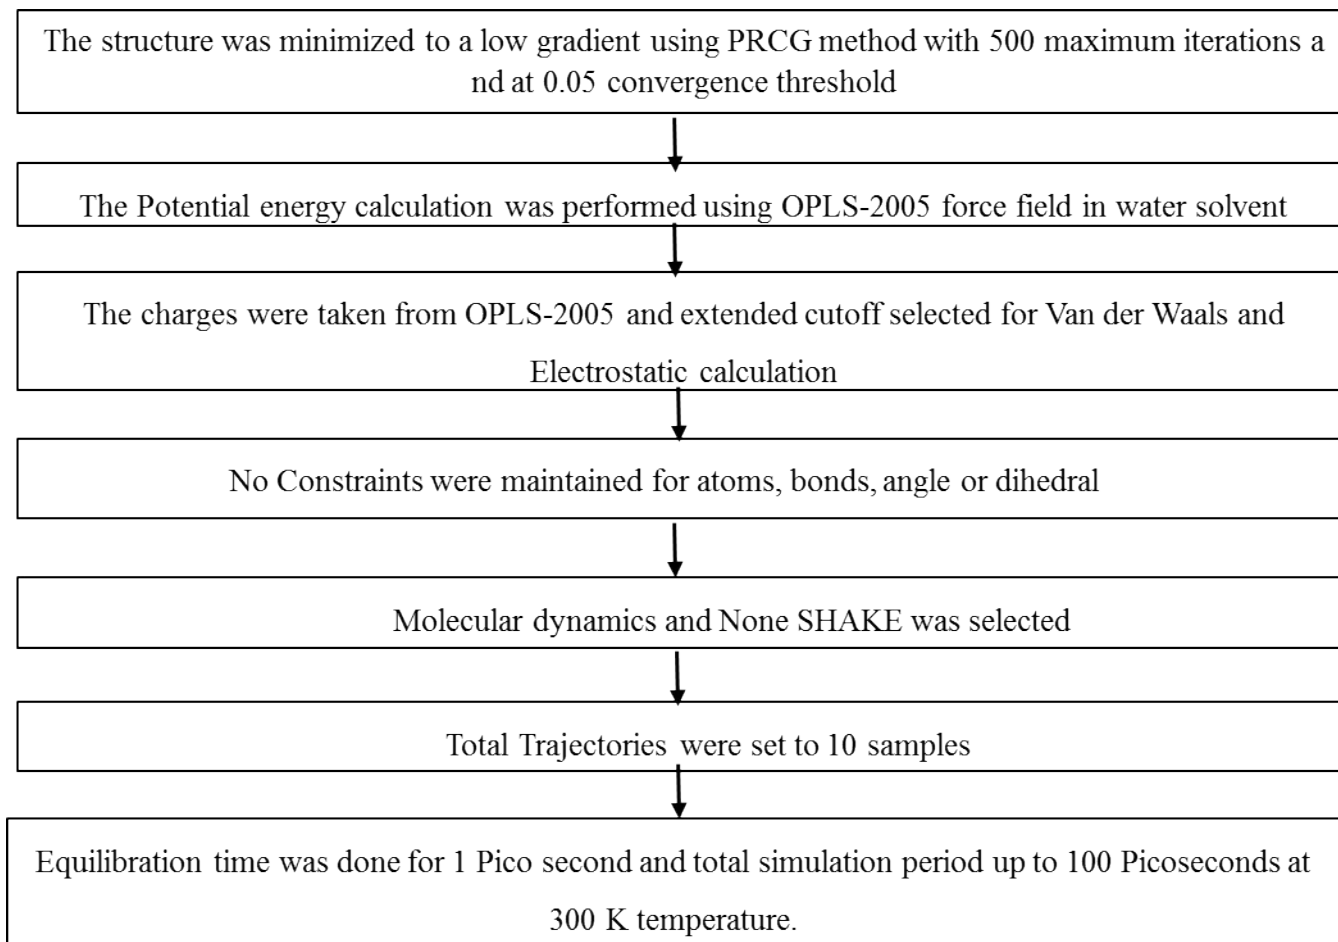 The structure was minimized to a low gradient using PRCG method with 500 maximum iterations a
nd at 0.05 convergence threshold
The Potential energy calculation was performed using OPLS-2005 force field in water solvent
The charges were taken from OPLS-2005 and extended cutoff selected for Van der Waals and
Electrostatic calculation
No Constraints were maintained for atoms, bonds, angle or dihedral
Molecular dynamics and None SHAKE was selected
Total Trajectories were set to 10 samples
Equilibration time was done for 1 Pico second and total simulation period up to 100 Picoseconds at
300 K temperature.